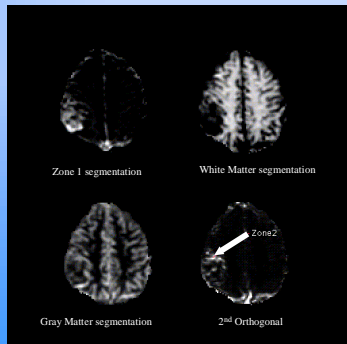 Zone 1 segmentation
White Matter segmentation
Zone2
Gray Matter segmentation
2nd Orthogonal